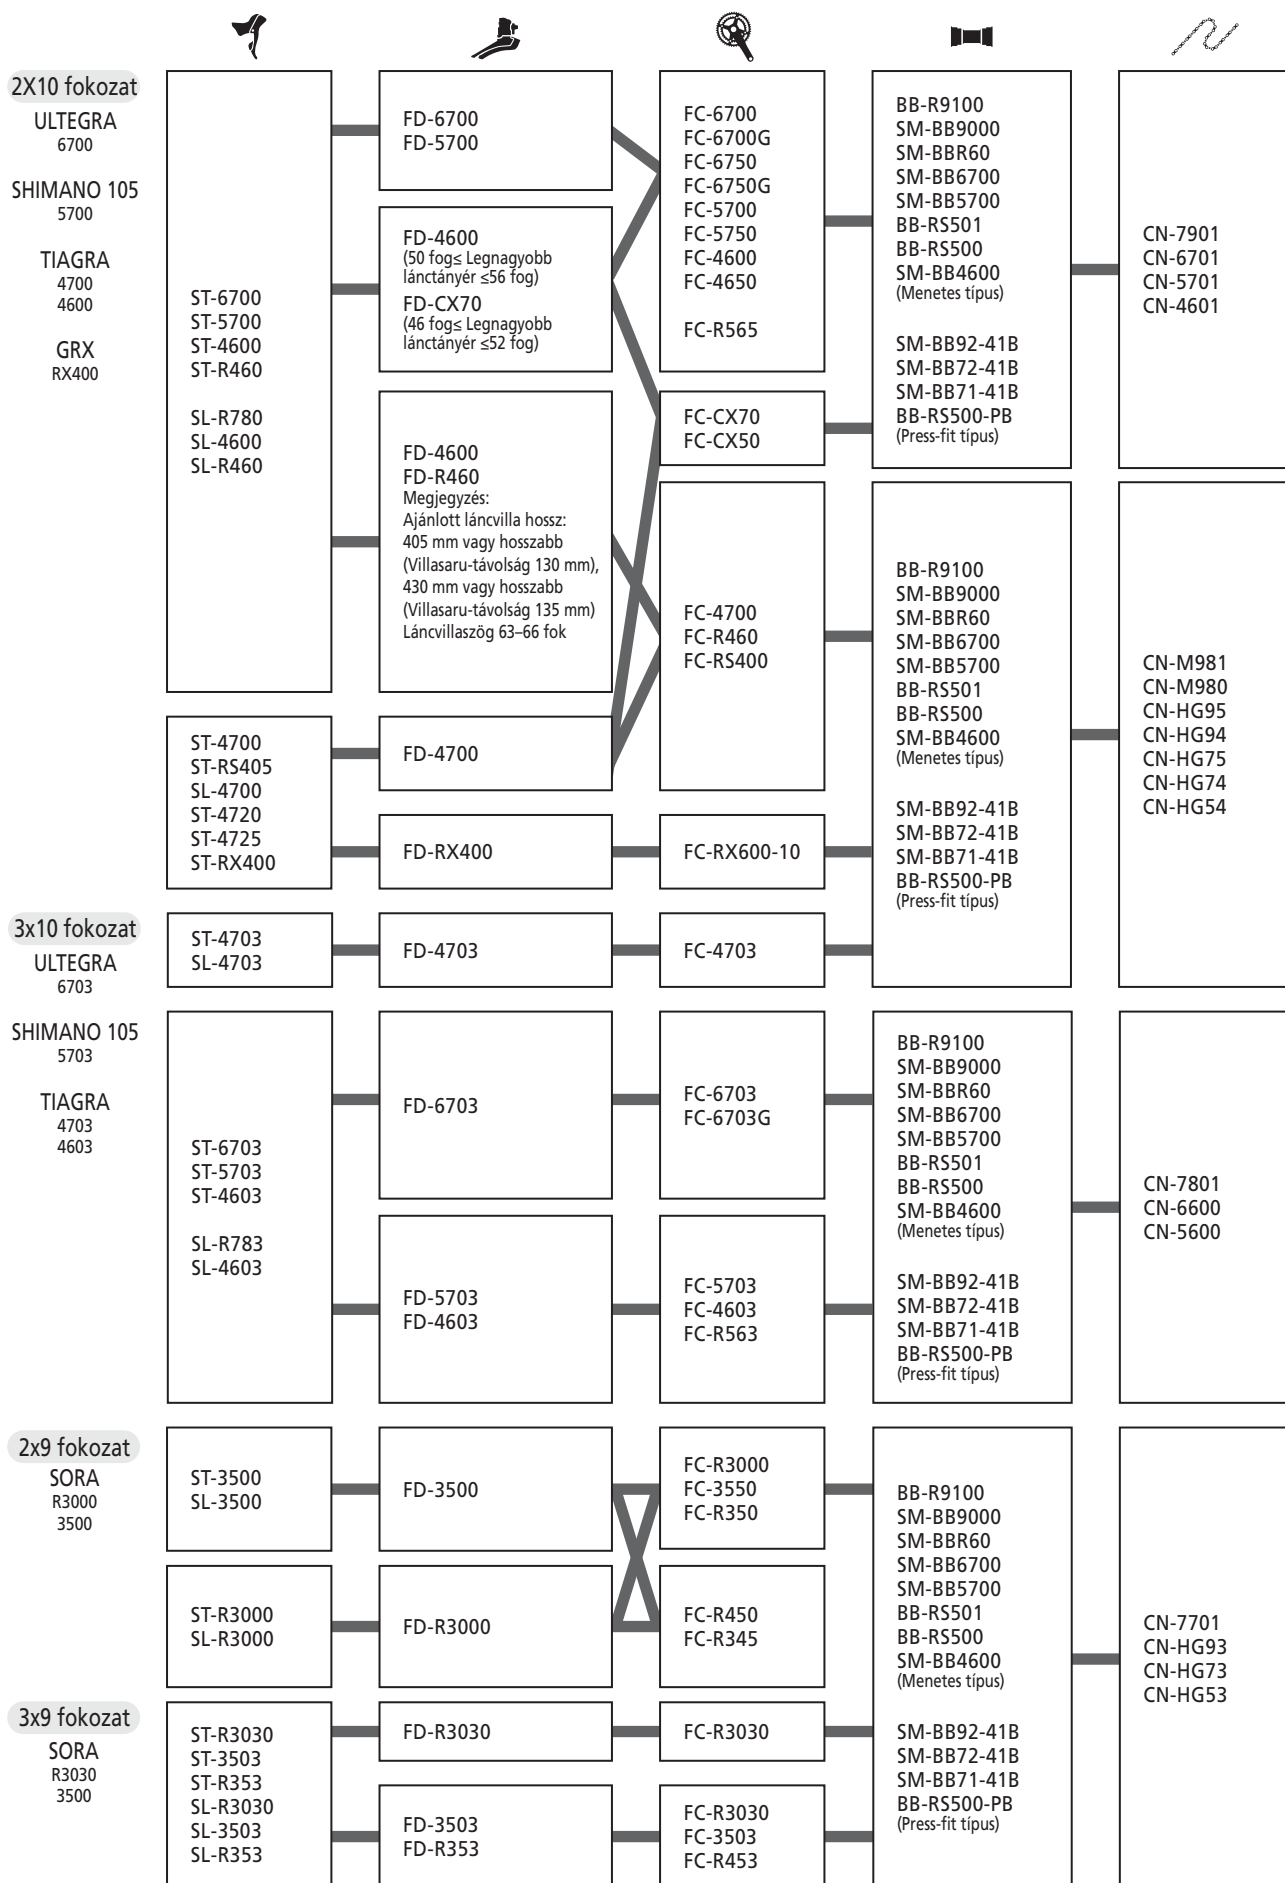 2X10 fokozat
ULTEGRA
6700
SHIMANO 105
5700
TIAGRA
4700
4600
GRX
RX400
ST-6700
ST-5700
ST-4600
ST-R460
SL-R780
SL-4600
SL-R460
FD-6700
FD-5700
FD-4600
(50 fog≤ Legnagyobb
lánctányér ≤56 fog)
FD-CX70
(46 fog≤ Legnagyobb
lánctányér ≤52 fog)
FD-4600
FD-R460
Megjegyzés:
Ajánlott láncvilla hossz:
405 mm vagy hosszabb
(Villasaru-távolság 130 mm),
430 mm vagy hosszabb
(Villasaru-távolság 135 mm)
Láncvillaszög 63–66 fok
FC-6700
FC-6700G
FC-6750
FC-6750G
FC-5700
FC-5750
FC-4600
FC-4650
FC-R565
FC-CX70
FC-CX50
FC-4700
FC-R460
FC-RS400
BB-R9100
SM-BB9000
SM-BBR60
SM-BB6700
SM-BB5700
BB-RS501
BB-RS500
SM-BB4600
(Menetes típus)
SM-BB92-41B
SM-BB72-41B
SM-BB71-41B
BB-RS500-PB
(Press-fit típus)
CN-7901
CN-6701
CN-5701
CN-4601
ST-4700
ST-RS405
SL-4700
ST-4720
ST-4725
ST-RX400
FD-4700
FD-RX400
FC-RX600-10
BB-R9100
SM-BB9000
SM-BBR60
SM-BB6700
SM-BB5700
BB-RS501
BB-RS500
SM-BB4600
(Menetes típus)
SM-BB92-41B
SM-BB72-41B
SM-BB71-41B
BB-RS500-PB
(Press-fit típus)
CN-M981
CN-M980
CN-HG95
CN-HG94
CN-HG75
CN-HG74
CN-HG54
3x10 fokozat
ULTEGRA
6703
SHIMANO 105
5703
TIAGRA
4703
4603
ST-4703
SL-4703
FD-4703
FC-4703
ST-6703
ST-5703
ST-4603
SL-R783
SL-4603
FD-6703
FD-5703
FD-4603
FC-6703
FC-6703G
FC-5703
FC-4603
FC-R563
BB-R9100
SM-BB9000
SM-BBR60
SM-BB6700
SM-BB5700
BB-RS501
BB-RS500
SM-BB4600
(Menetes típus)
SM-BB92-41B
SM-BB72-41B
SM-BB71-41B
BB-RS500-PB
(Press-fit típus)
CN-7801
CN-6600
CN-5600
2x9 fokozat
SORA
R3000
3500
ST-3500
SL-3500
FD-3500
FC-R3000
FC-3550
FC-R350
ST-R3000
SL-R3000
FD-R3000
FC-R450
FC-R345
BB-R9100
SM-BB9000
SM-BBR60
SM-BB6700
SM-BB5700
BB-RS501
BB-RS500
SM-BB4600
(Menetes típus)
SM-BB92-41B
SM-BB72-41B
SM-BB71-41B
BB-RS500-PB
(Press-fit típus)
CN-7701
CN-HG93
CN-HG73
CN-HG53
3x9 fokozat
SORA
R3030
3500
ST-R3030
ST-3503
ST-R353
SL-R3030
SL-3503
SL-R353
FD-R3030
FC-R3030
FD-3503
FD-R353
FC-R3030
FC-3503
FC-R453